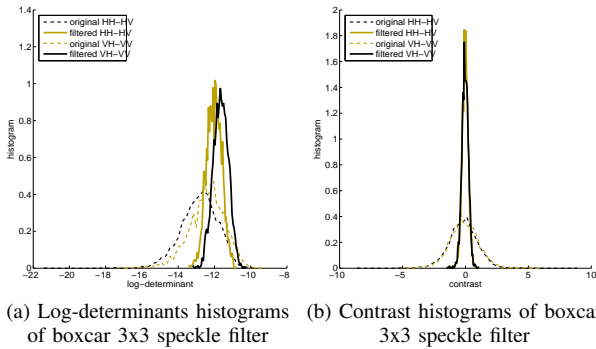 1.4
1.2
1
0.8
0.6
0.4
0.2
0
histogram
original HH−HV
filtered HH−HV
original VH−VV
filtered VH−VV
−22 −20 −18 −16 −14 −12 −10 −8
log−determinant
2
1.8
1.6
1.4
1.2
1
0.8
0.6
0.4
0.2
0
histogram
original HH−HV
filtered HH−HV
original VH−VV
filtered VH−VV
−10 −5 0 5 10
contrast
(a) Log-determinants histograms
of boxcar 3x3 speckle filter
(b) Contrast histograms of boxcar
3x3 speckle filter